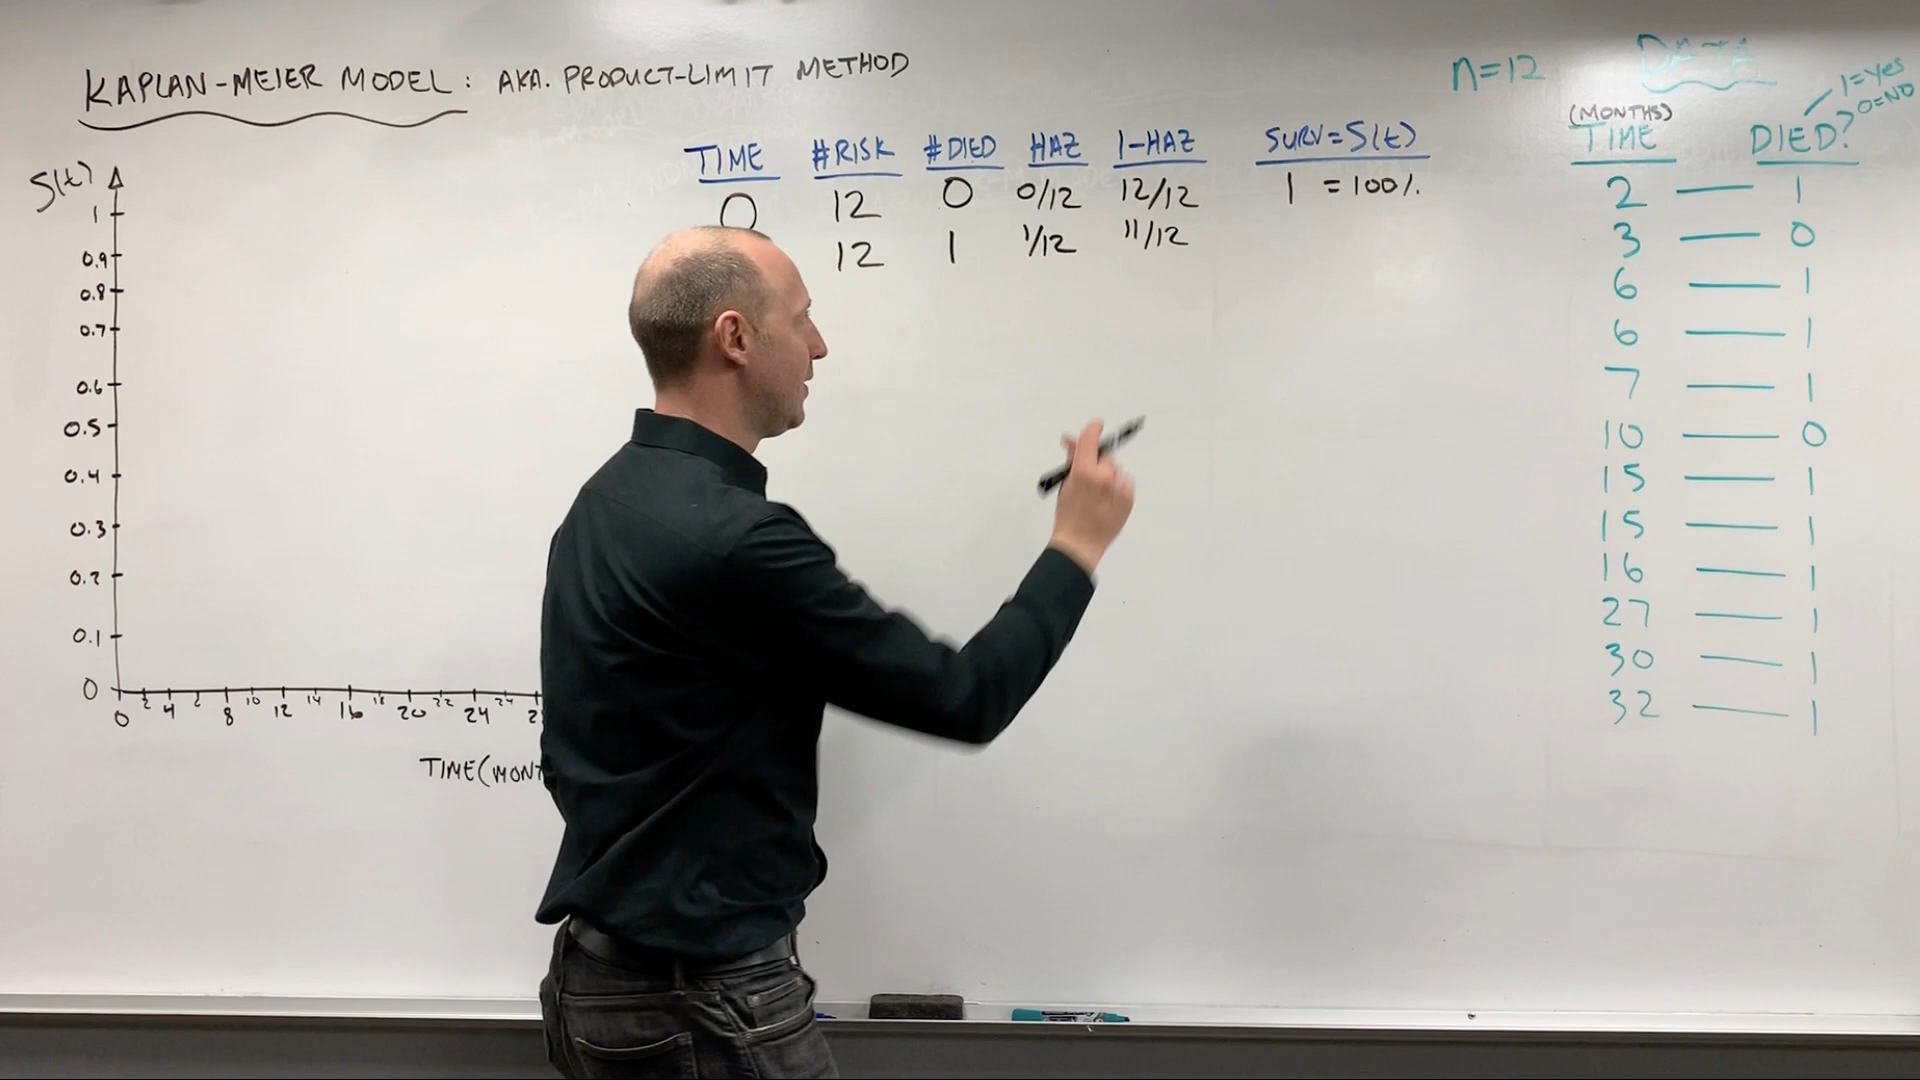 KAPLAN-MEIER MODEL: AKA. PRODUCT-LIMIT METHOD
TIME #RISK #DIED HAZ 1-HAZ SURV=S(t)
0 12 0 0/12 12/12 1 = 100%
12 1 1/12 11/12
S(t)
1
0.9
0.8
0.7
0.6
0.5
0.4
0.3
0.2
0.1
0
0 2 4 8 10 12 14 16 18 20 22 24
TIME(MONT
n=12 DATA
1=yes
0=NO
(MONTHS)
TIME DIED?
2 — 1
3 — 0
6 — 1
6 — 1
7 — 1
10 — 0
15 — 1
15 — 1
16 — 1
27 — 1
30 — 1
32 — 1